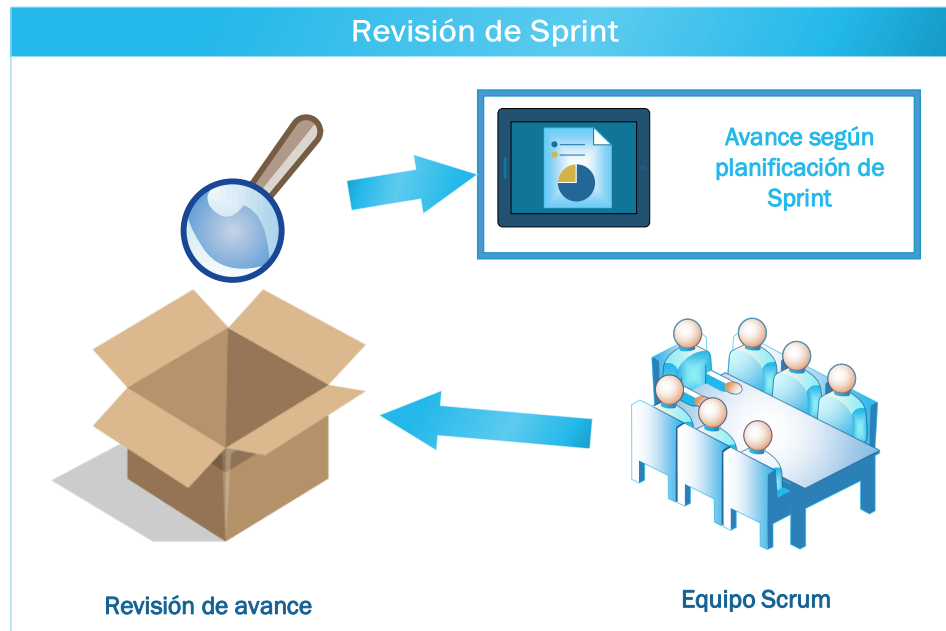 Revisión de Sprint
Avance según
planificación de
Sprint
Revisión de avance
Equipo Scrum